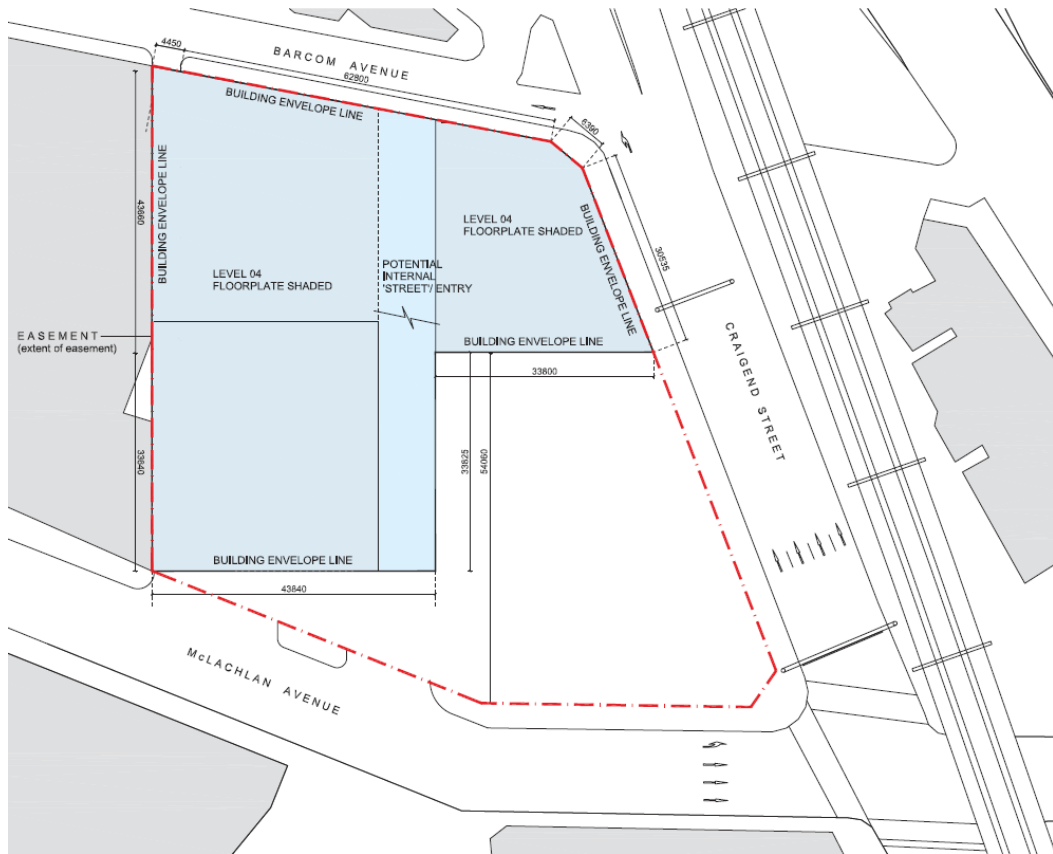 4450
BARCOM AVENUE
62800
BUILDING ENVELOPE LINE
6390
43660
BUILDING ENVELOPE LINE
LEVEL 04
FLOORPLATE SHADED
BUILDING ENVELOPE LINE
30535
POTENTIAL
INTERNAL
'STREET'/ ENTRY
LEVEL 04
FLOORPLATE SHADED
EASEMENT
(extent of easement)
BUILDING ENVELOPE LINE
33800
CRAIGEND STREET
33640
33825
54060
BUILDING ENVELOPE LINE
43840
McLACHLAN AVENUE